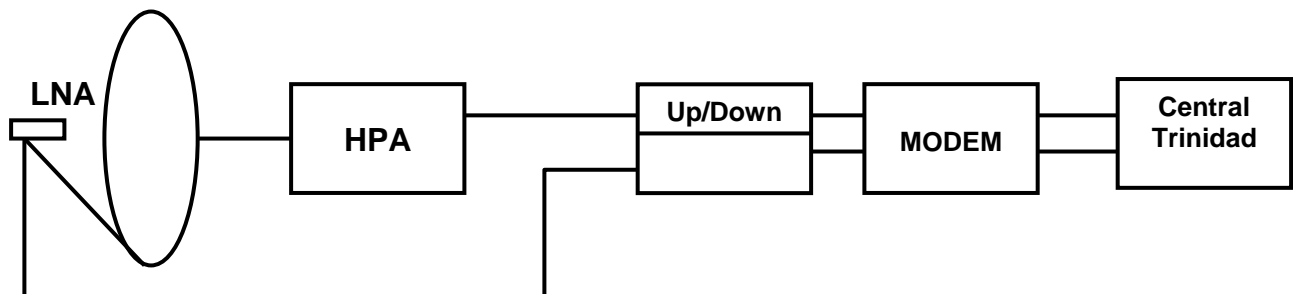 LNA
HPA
Up/Down
MODEM
Central
Trinidad